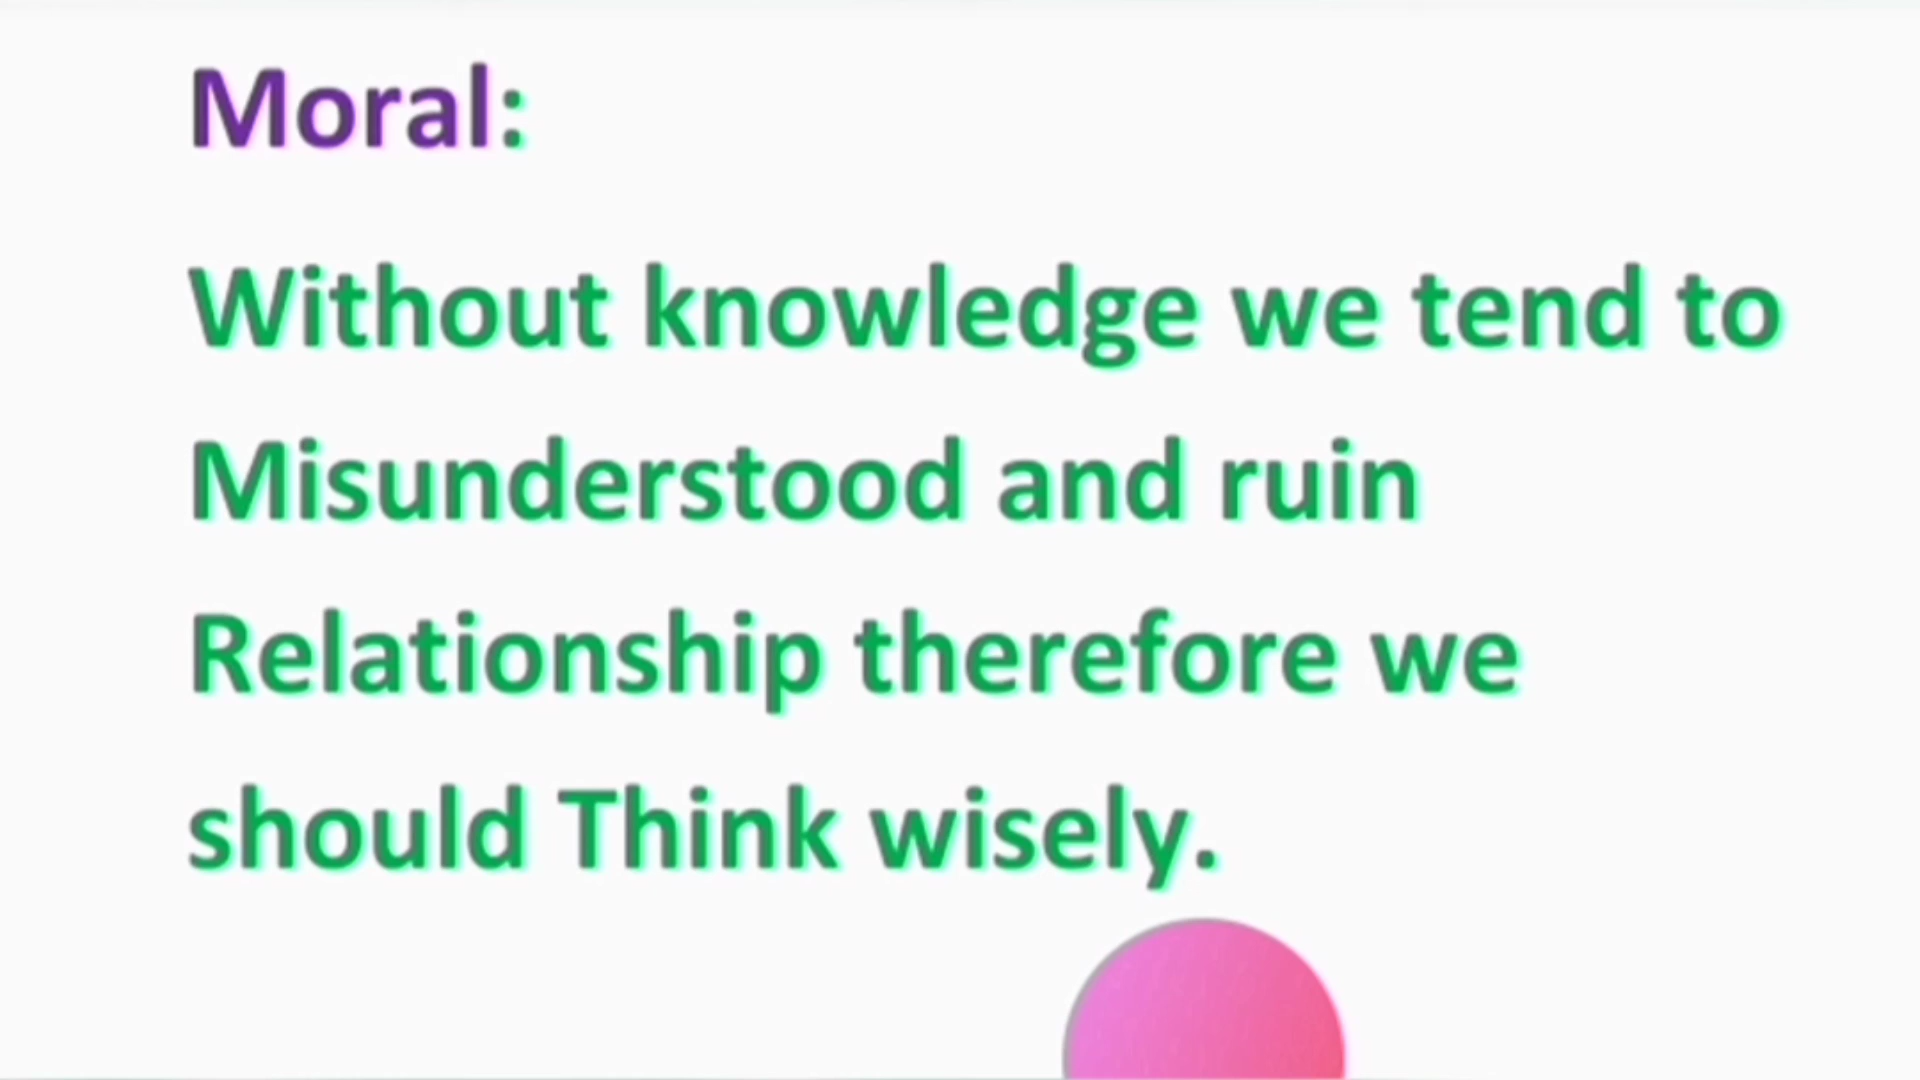 Moral:
Without knowledge we tend to
Misunderstood and ruin
Relationship therefore we
should Think wisely.